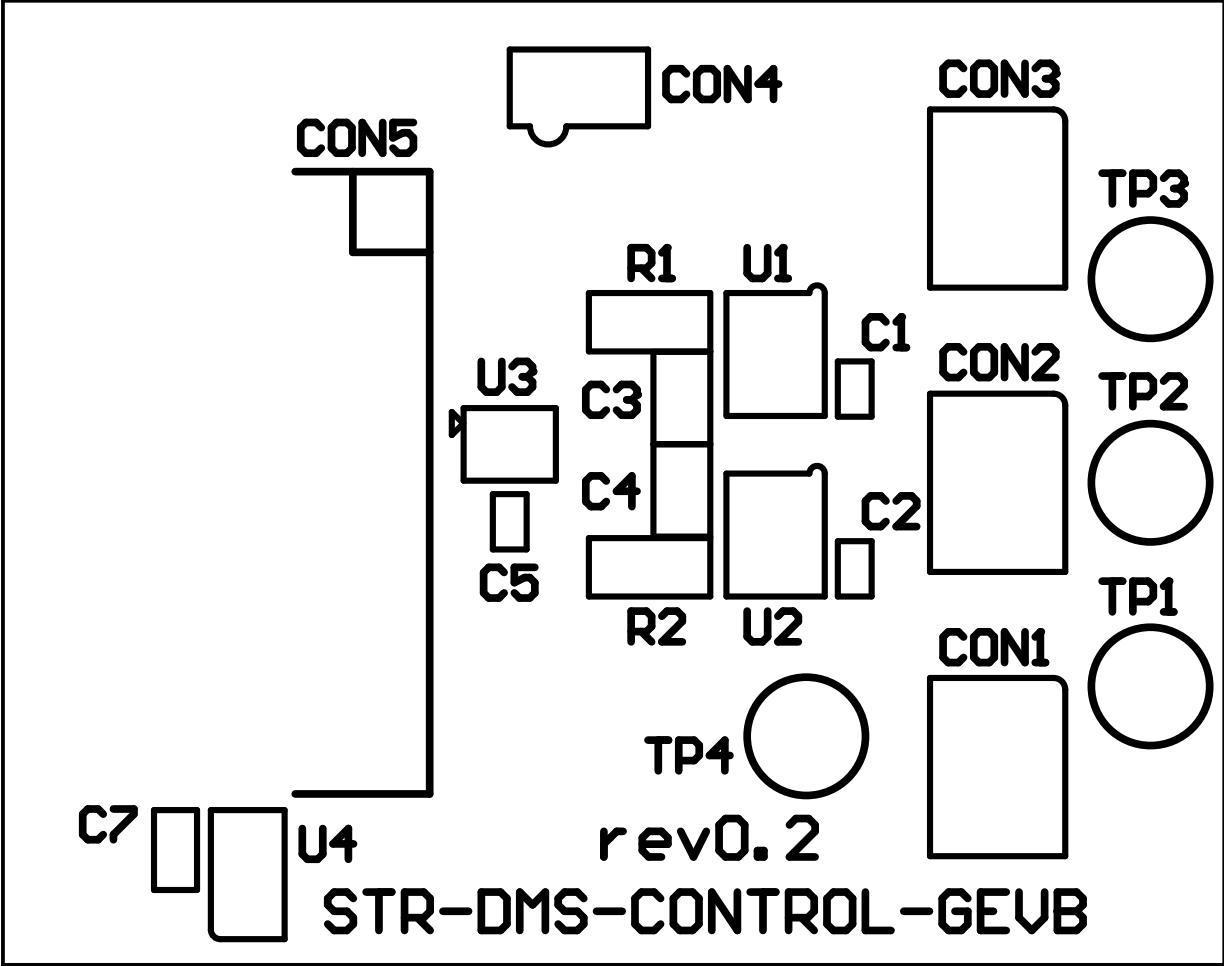 CON4
CON3
CON5
TP3
R1
U1
C1
CON2
U3
TP2
C3
C4
C2
C5
TP1
R2
U2
CON1
TP4
C7
U4
rev0.2
STR-DMS-CONTROL-GEVB